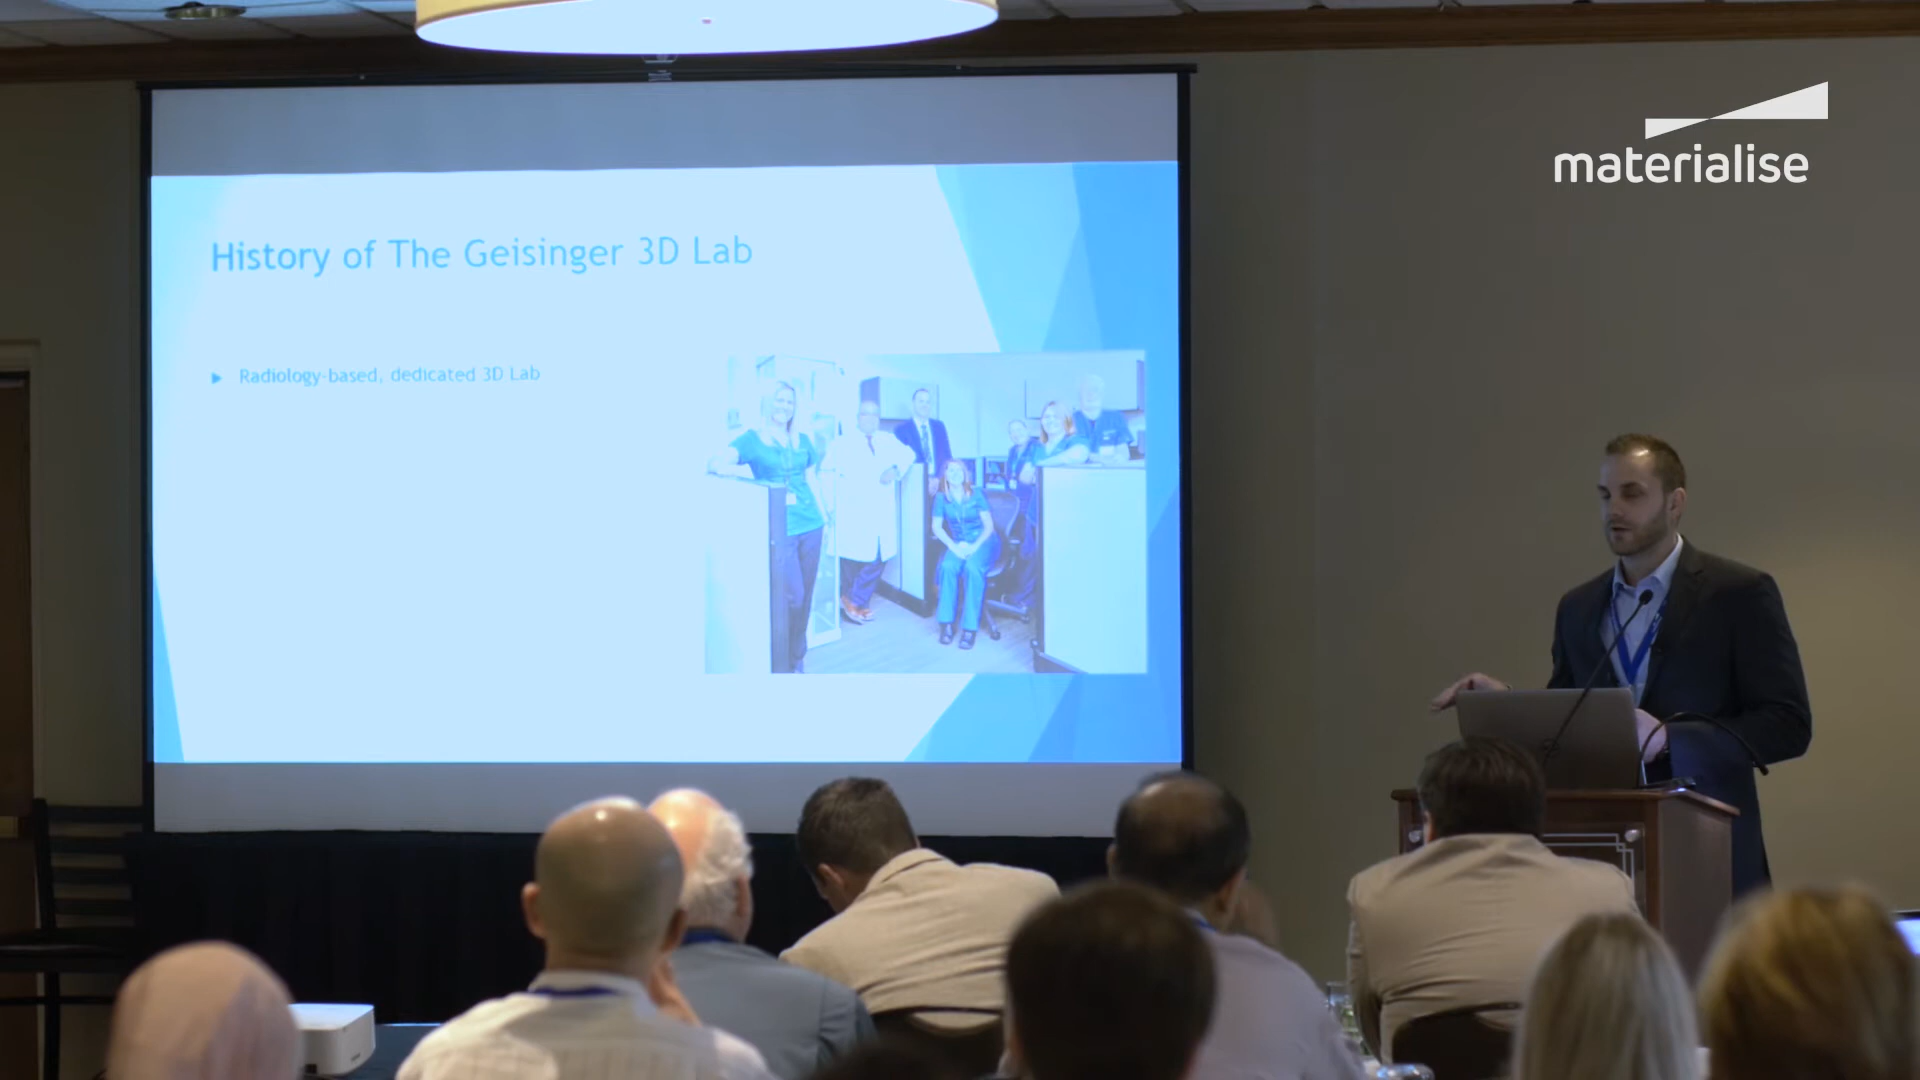 materialise
History of The Geisinger 3D Lab
Radiology-based, dedicated 3D Lab